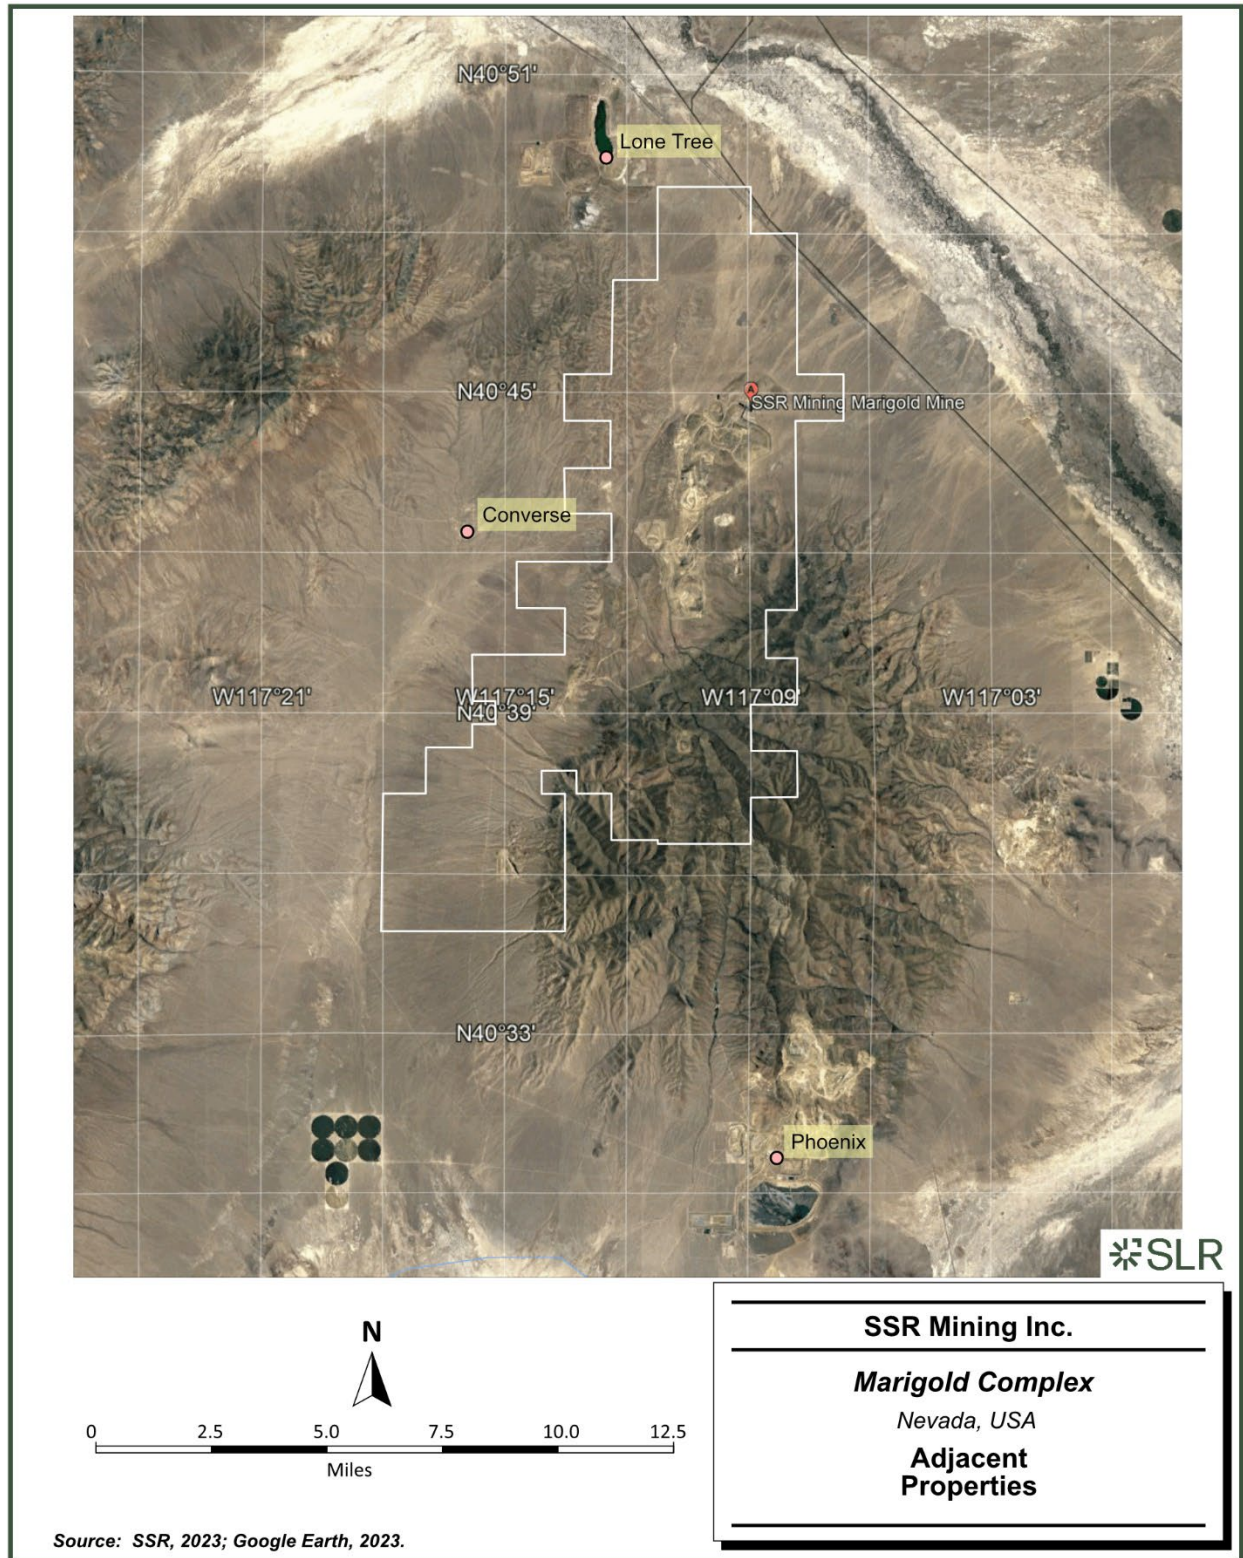 N40°51'
Lone Tree
N40°45'
A
SSR Mining Marigold Mine
Converse
W117°21'
W117°15'
W117°09'
W117°03'
N40°39'
N40°33'
Phoenix
SLR
N
0 2.5 5.0 7.5 10.0 12.5
Miles
SSR Mining Inc.
Marigold Complex
Nevada, USA
Adjacent
Properties
Source: SSR, 2023; Google Earth, 2023.